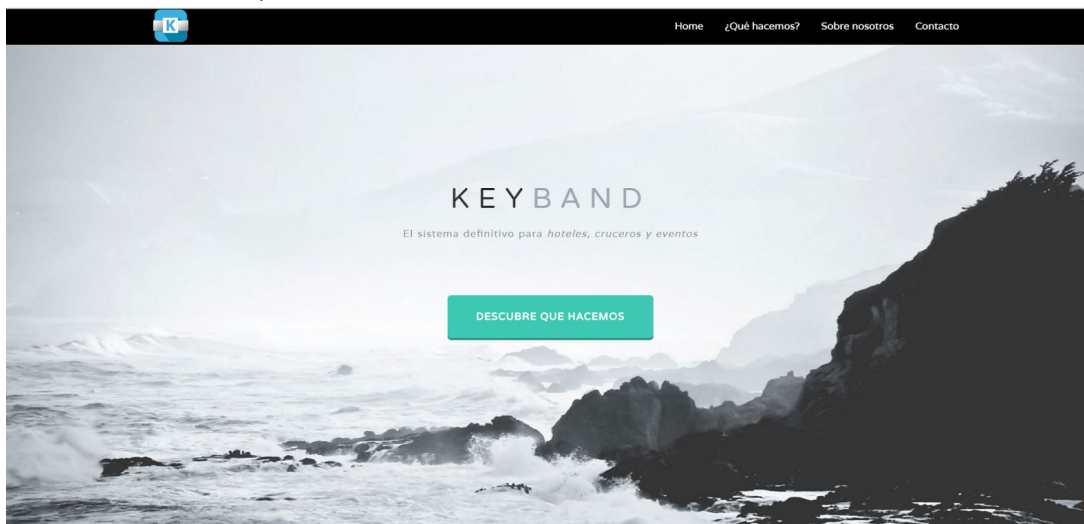 K
Home ¿Qué hacemos? Sobre nosotros Contacto
KEYBAND
El sistema definitivo para hoteles, cruceros y eventos
DESCUBRE QUE HACEMOS